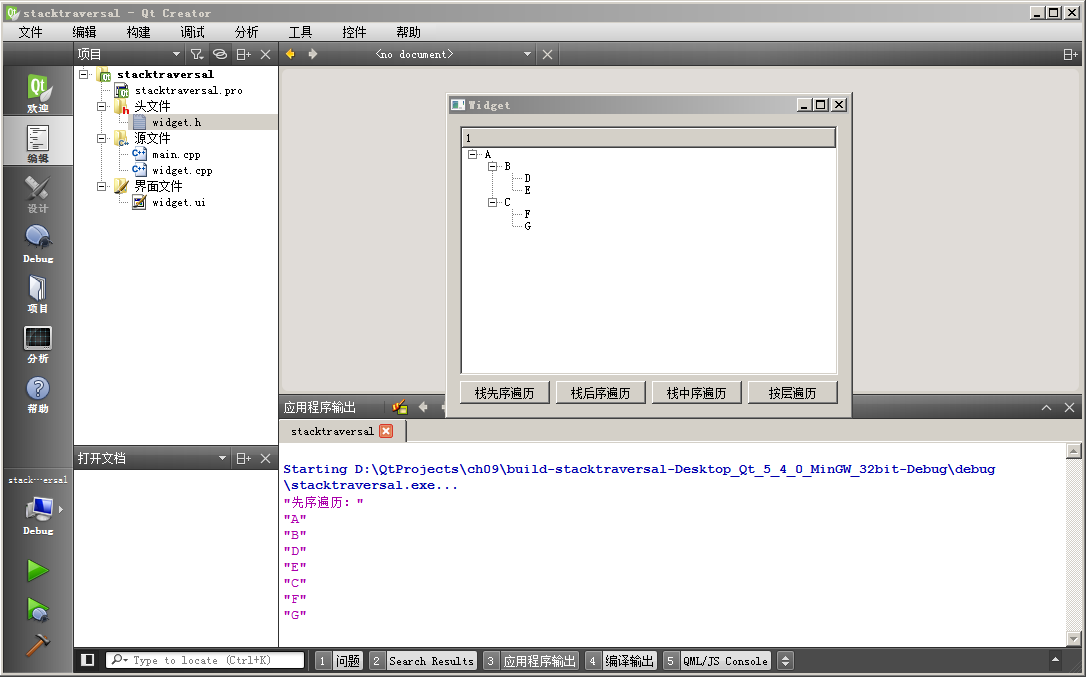 stacktraversal - Qt Creator
文件 编辑 构建 调试 分析 工具 控件 帮助
项目
<no document>
欢迎
编辑
设计
Debug
项目
分析
帮助
stack···ersal
Debug
stacktraversal
stacktraversal.pro
头文件
widget.h
源文件
main.cpp
widget.cpp
界面文件
widget.ui
打开文档
Widget
1
A
B
D
E
C
F
G
栈先序遍历 栈后序遍历 栈中序遍历 按层遍历
应用程序输出
stacktraversal
Starting D:\QtProjects\ch09\build-stacktraversal-Desktop_Qt_5_4_0_MinGW_32bit-Debug\debug
\stacktraversal.exe...
"先序遍历："
"A"
"B"
"D"
"E"
"C"
"F"
"G"
Type to locate (Ctrl+K) 1 问题 2 Search Results 3 应用程序输出 4 编译输出 5 QML/JS Console